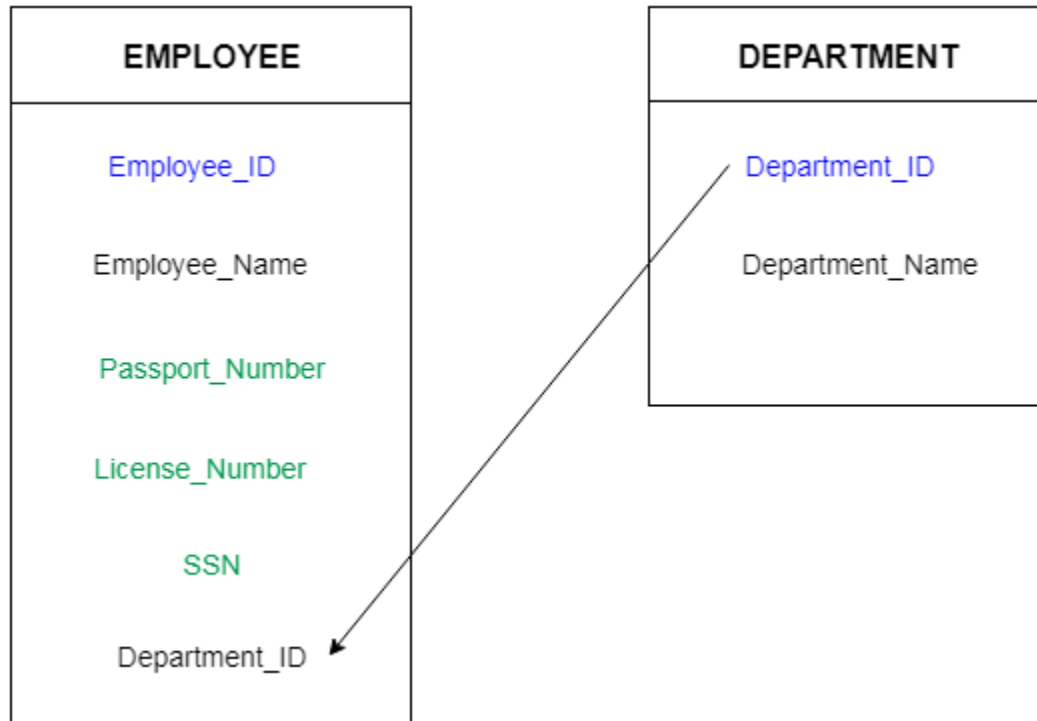 EMPLOYEE
Employee_ID
Employee_Name
Passport_Number
License_Number
SSN
Department_ID
DEPARTMENT
Department_ID
Department_Name